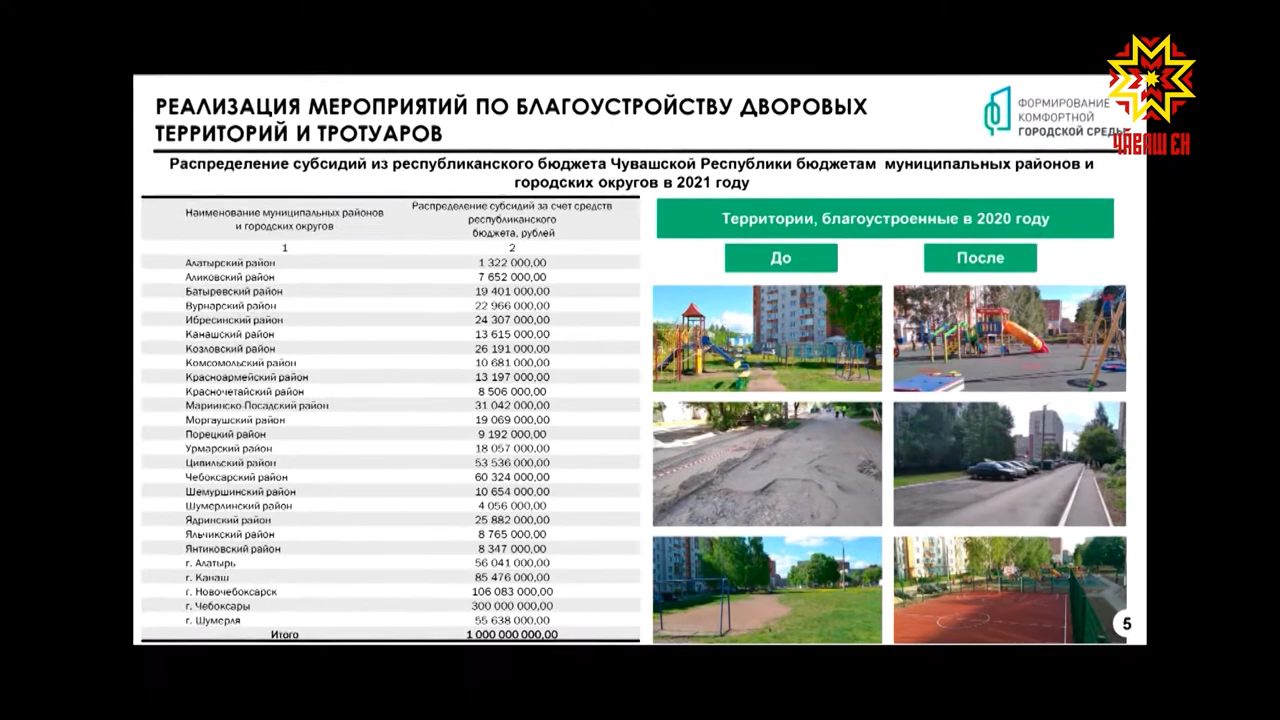 РЕАЛИЗАЦИЯ МЕРОПРИЯТИЙ ПО БЛАГОУСТРОЙСТВУ ДВОРОВЫХ
ТЕРРИТОРИЙ И ТРОТУАРОВ
ФОРМИРОВАНИЕ
КОМФОРТНОЙ
ГОРОДСКОЙ СРЕДЫ
ЧӐВАШ ЕН
Распределение субсидий из республиканского бюджета Чувашской Республики бюджетам муниципальных районов и
городских округов в 2021 году
Наименование муниципальных районов
и городских округов
Распределение субсидий за счет средств
республиканского
бюджета, рублей
1 2
Алатырский район 1 322 000,00
Аликовский район 7 652 000,00
Батыревский район 19 401 000,00
Вурнарский район 22 966 000,00
Ибресинский район 24 307 000,00
Канашский район 13 615 000,00
Козловский район 26 191 000,00
Комсомольский район 10 681 000,00
Красноармейский район 13 197 000,00
Красночетайский район 8 506 000,00
Мариинско-Посадский район 31 042 000,00
Моргаушский район 19 069 000,00
Порецкий район 9 192 000,00
Урмарский район 18 057 000,00
Цивильский район 53 536 000,00
Чебоксарский район 60 324 000,00
Шемуршинский район 10 654 000,00
Шумерлинский район 4 056 000,00
Ядринский район 25 882 000,00
Яльчикский район 8 765 000,00
Янтиковский район 8 347 000,00
г. Алатырь 56 041 000,00
г. Канаш 85 476 000,00
г. Новочебоксарск 106 083 000,00
г. Чебоксары 300 000 000,00
г. Шумерля 55 638 000,00
Итого 1 000 000 000,00
Территории, благоустроенные в 2020 году
До
После
5